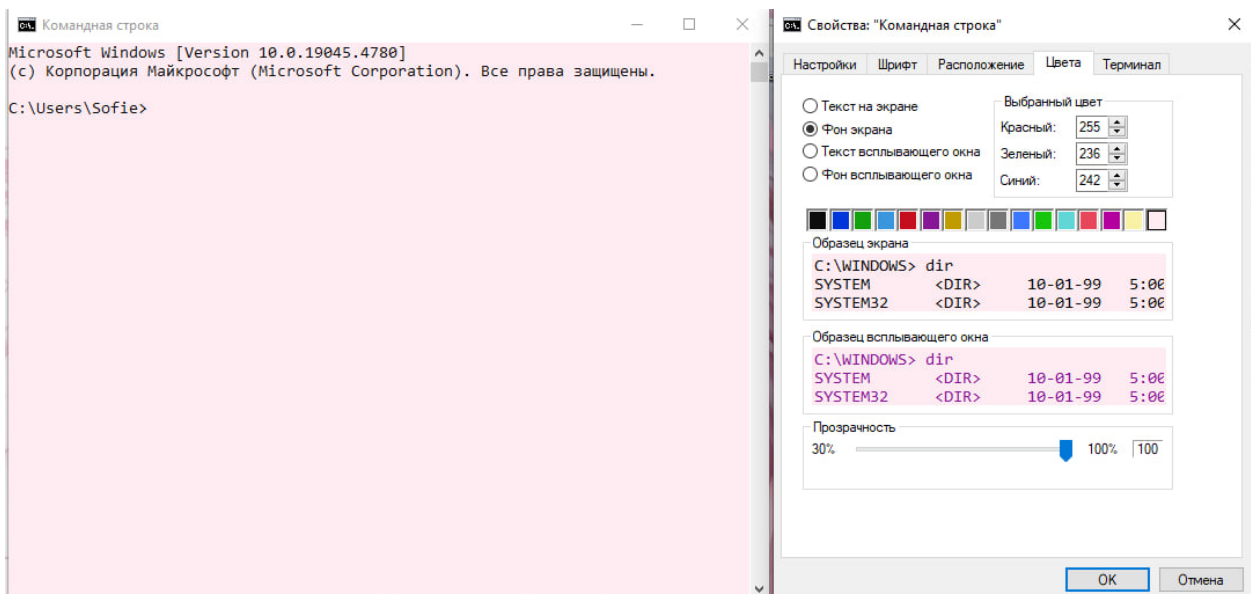 Командная строка
Microsoft Windows [Version 10.0.19045.4780]
(с) Корпорация Майкрософт (Microsoft Corporation). Все права защищены.
C:\Users\Sofie>
Свойства: "Командная строка"
Настройки Шрифт Расположение Цвета Терминал
Текст на экране
Фон экрана
Текст всплывающего окна
Фон всплывающего окна
Выбранный цвет
Красный: 255
Зеленый: 236
Синий: 242
Образец экрана
C:\WINDOWS> dir
SYSTEM <DIR> 10-01-99 5:00
SYSTEM32 <DIR> 10-01-99 5:00
Образец всплывающего окна
C:\WINDOWS> dir
SYSTEM <DIR> 10-01-99 5:00
SYSTEM32 <DIR> 10-01-99 5:00
Прозрачность
30% 100% 100
OK Отмена